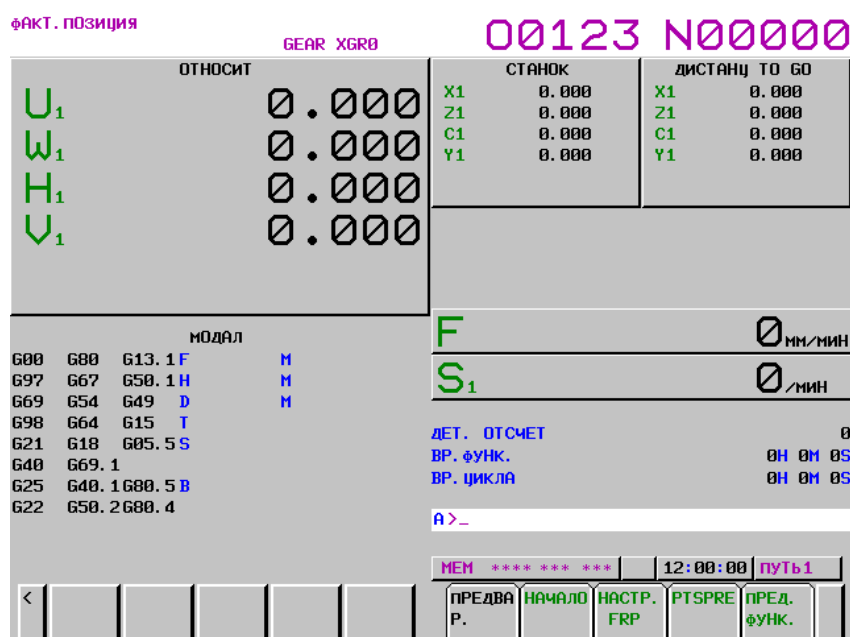 ФАКТ.ПОЗИЦИЯ
GEAR XGR0
O0123 N00000
ОТНОСИТ
U1 0.000
W1 0.000
H1 0.000
V1 0.000
СТАНОК
X1 0.000
Z1 0.000
C1 0.000
Y1 0.000
ДИСТАНЦ TO GO
X1 0.000
Z1 0.000
C1 0.000
Y1 0.000
F 0 ММ/МИН
S1 0 /МИН
МОДАЛ
G00 G80 G13.1 F M
G97 G67 G50.1 H M
G69 G54 G49 D M
G98 G64 G15 T
G21 G18 G05.5 S
G40 G69.1
G25 G40.1 G80.5 B
G22 G50.2 G80.4
ДЕТ. ОТСЧЕТ 0
ВР.ФУНК. 0H 0M 0S
ВР.ЦИКЛА 0H 0M 0S
A>_
MEM **** *** *** 12:00:00 ПУТЬ1
< ПРЕДВА НАЧАЛО НАСТР. PTSPRE ПРЕД.
Р. FRP ФУНК.